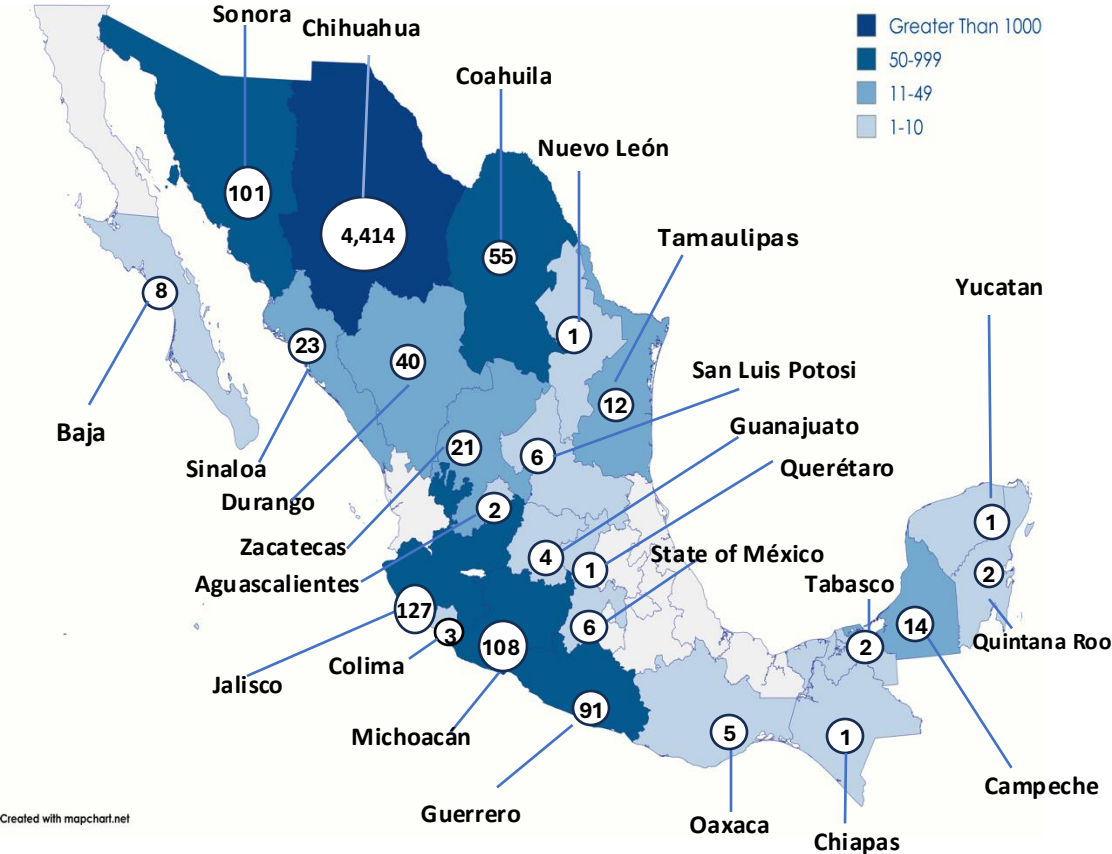 Sonora
Chihuahua
Greater Than 1000
50-999
Coahuila
11-49
1-10
Nuevo León
101
4,414
Tamaulipas
55
Yucatan
8
1
23
40
San Luis Potosi
12
Guanajuato
Baja
21
6
Querétaro
Sinaloa
Durango
2
1
Zacatecas
State of México
4
1
Aguascalientes
Tabasco
2
127
3
6
14
108
2
Quintana Roo
Colima
Jalisco
91
5
1
Michoacán
Campeche
Guerrero
Created with mapchart.net
Oaxaca
Chiapas